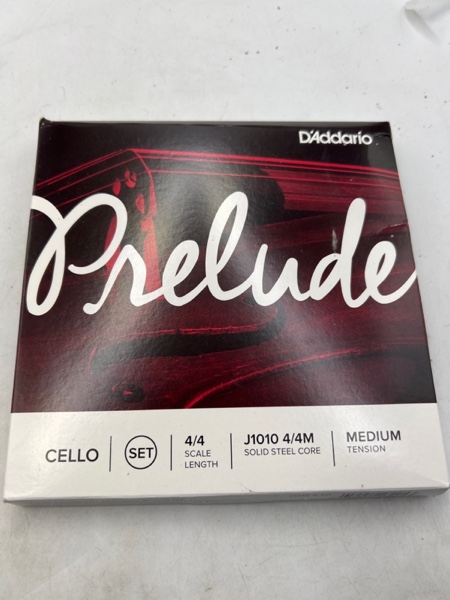 D'Addario
Prelude
CELLO
SET
4/4
SCALE
LENGTH
J1010 4/4M
SOLID STEEL CORE
MEDIUM
TENSION